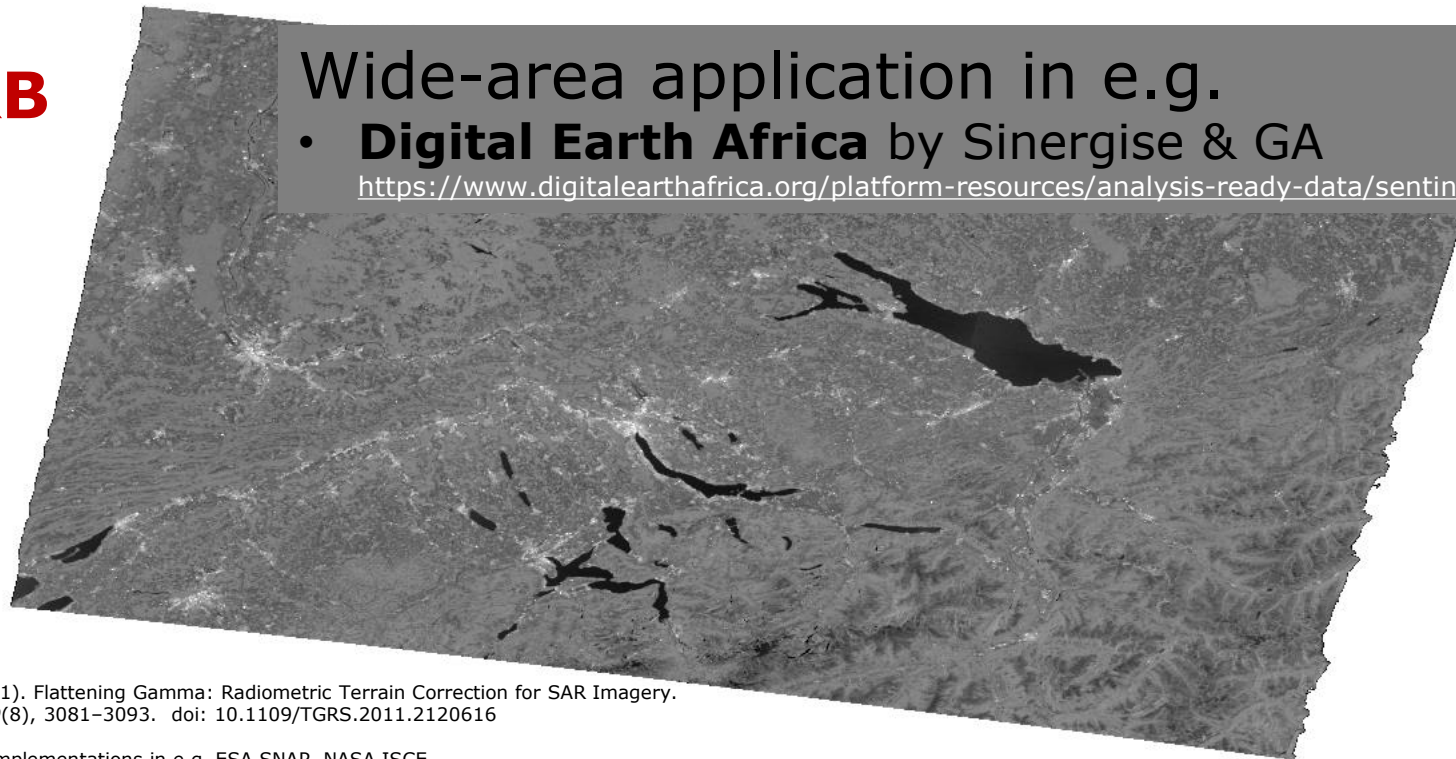 Wide-area application in e.g.
B
• Digital Earth Africa by Sinergise & GA
https://www.digitalearthafrica.org/platform-resources/analysis-ready-data/sentin
1). Flattening Gamma: Radiometric Terrain Correction for SAR Imagery.
(8), 3081–3093. doi: 10.1109/TGRS.2011.2120616
mplementations in e.g. ESA SNAP, NASA ISCE